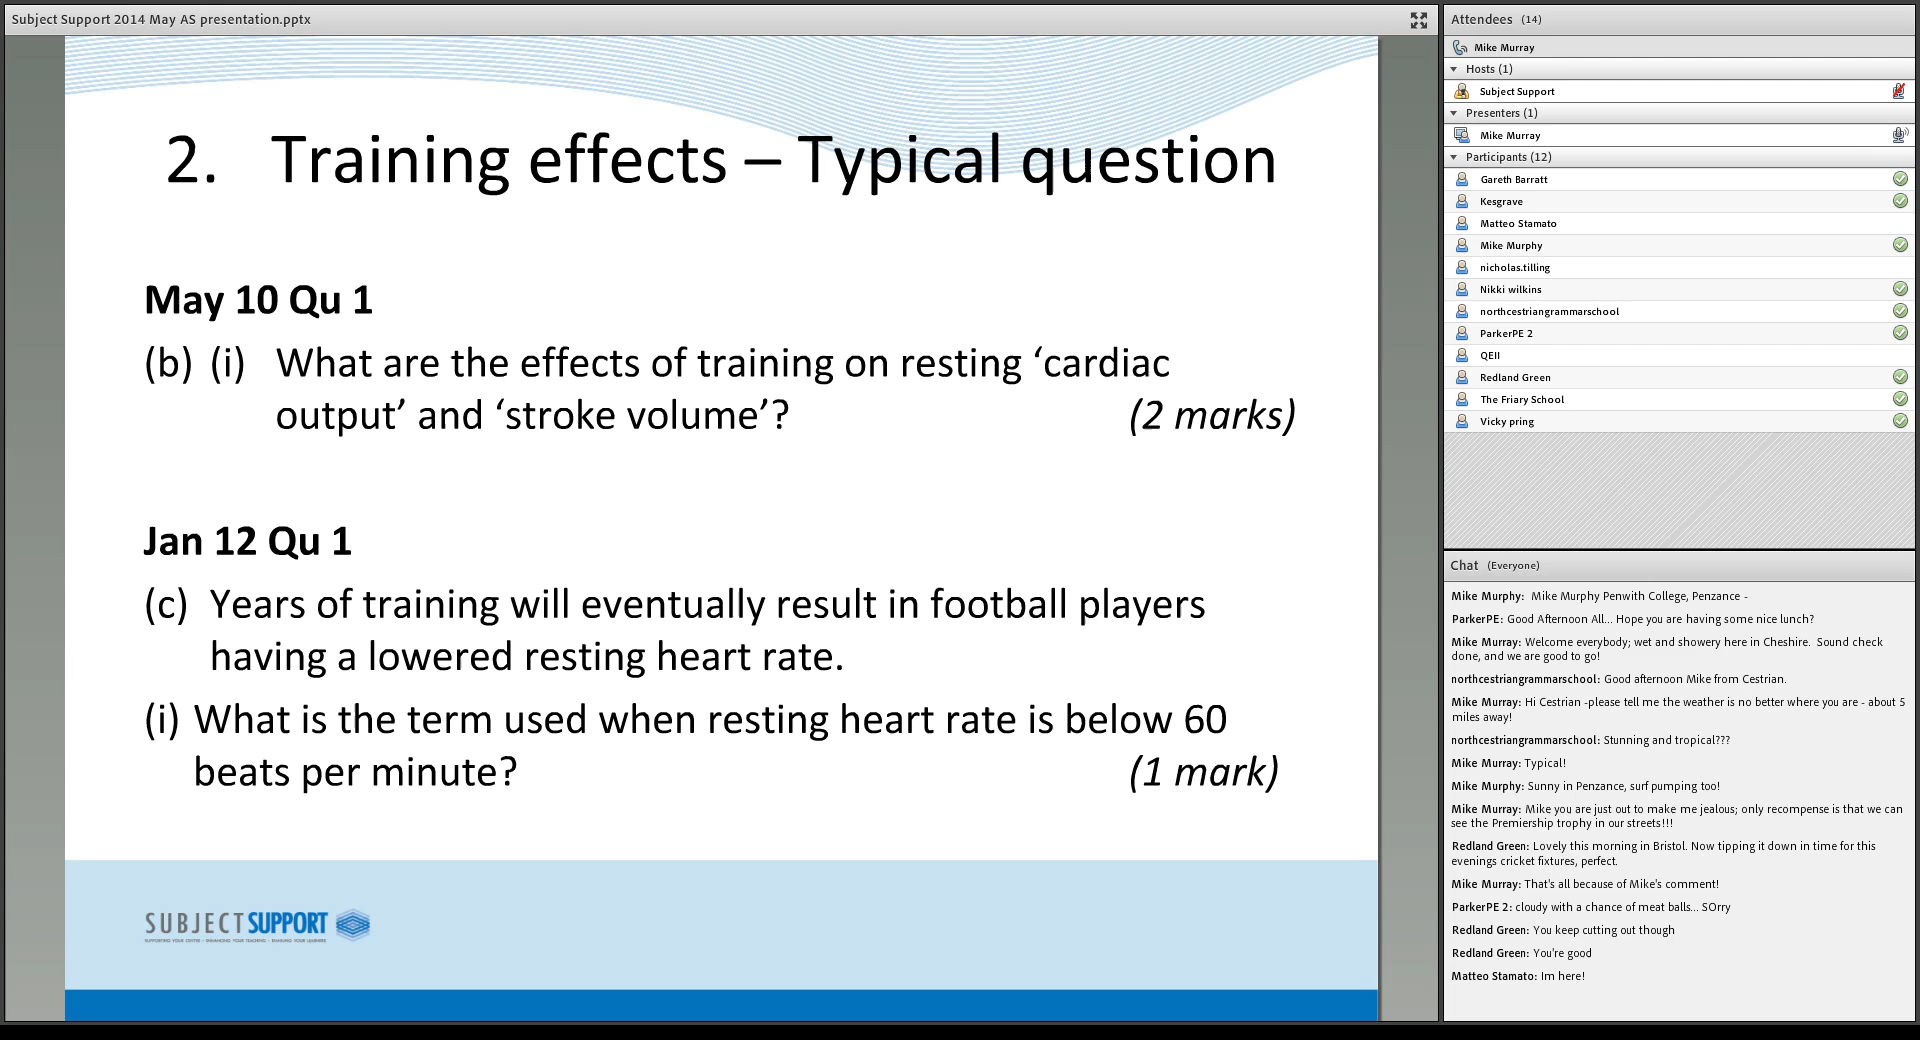 Subject Support 2014 May AS presentation.pptx
2. Training effects – Typical question
May 10 Qu 1
(b) (i) What are the effects of training on resting ‘cardiac
output’ and ‘stroke volume’? (2 marks)
Jan 12 Qu 1
(c) Years of training will eventually result in football players
having a lowered resting heart rate.
(i) What is the term used when resting heart rate is below 60
beats per minute? (1 mark)
SUBJECTSUPPORT
SUPPORTING YOUR CENTRE - ENHANCING YOUR TEACHING - ENABLING YOUR LEARNERS
Attendees (14)
Mike Murray
Hosts (1)
Subject Support
Presenters (1)
Mike Murray
Participants (12)
Gareth Barratt
Kesgrave
Matteo Stamato
Mike Murphy
nicholas.tilling
Nikki wilkins
northcestriangrammarschool
ParkerPE 2
QEII
Redland Green
The Friary School
Vicky pring
Chat (Everyone)
Mike Murphy: Mike Murphy Penwith College, Penzance -
ParkerPE: Good Afternoon All... Hope you are having some nice lunch?
Mike Murray: Welcome everybody; wet and showery here in Cheshire. Sound check
done, and we are good to go!
northcestriangrammarschool: Good afternoon Mike from Cestrian.
Mike Murray: Hi Cestrian -please tell me the weather is no better where you are - about 5
miles away!
northcestriangrammarschool: Stunning and tropical???
Mike Murray: Typical!
Mike Murphy: Sunny in Penzance, surf pumping too!
Mike Murray: Mike you are just out to make me jealous; only recompense is that we can
see the Premiership trophy in our streets!!!
Redland Green: Lovely this morning in Bristol. Now tipping it down in time for this
evenings cricket fixtures, perfect.
Mike Murray: That's all because of Mike's comment!
ParkerPE 2: cloudy with a chance of meat balls... SOrry
Redland Green: You keep cutting out though
Redland Green: You're good
Matteo Stamato: Im here!